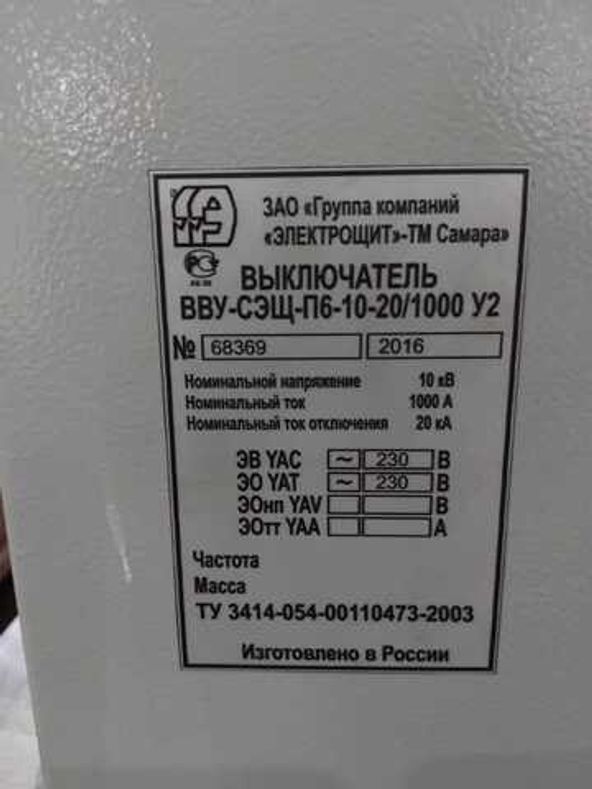 ЗАО «Группа компаний
«ЭЛЕКТРОЩИТ»-ТМ Самара»
ВЫКЛЮЧАТЕЛЬ
ВВУ-СЭЩ-П6-10-20/1000 У2
№ 68369 2016
Номинальной напряжение 10 кВ
Номинальный ток 1000 А
Номинальный ток отключения 20 кА
ЭВ YAC ~ 230 В
ЭО YAT ~ 230 В
ЭОнп YAV В
ЭОтт YAA А
Частота
Масса
ТУ 3414-054-00110473-2003
Изготовлено в России